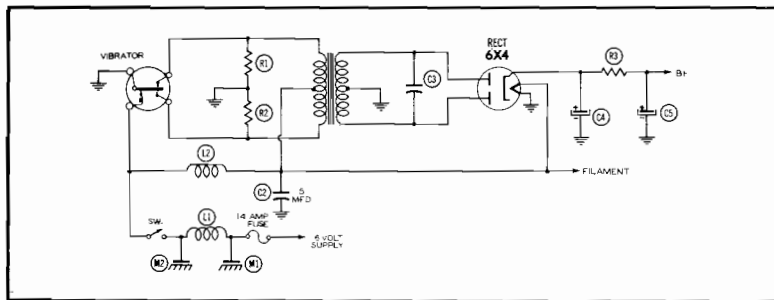 VIBRATOR
R1
R2
C3
RECT
6X4
R3
B+
C4
C5
L2
FILAMENT
C2
5
MFD
SW.
L1
14 AMP
FUSE
6 VOLT
SUPPLY
M2
M1